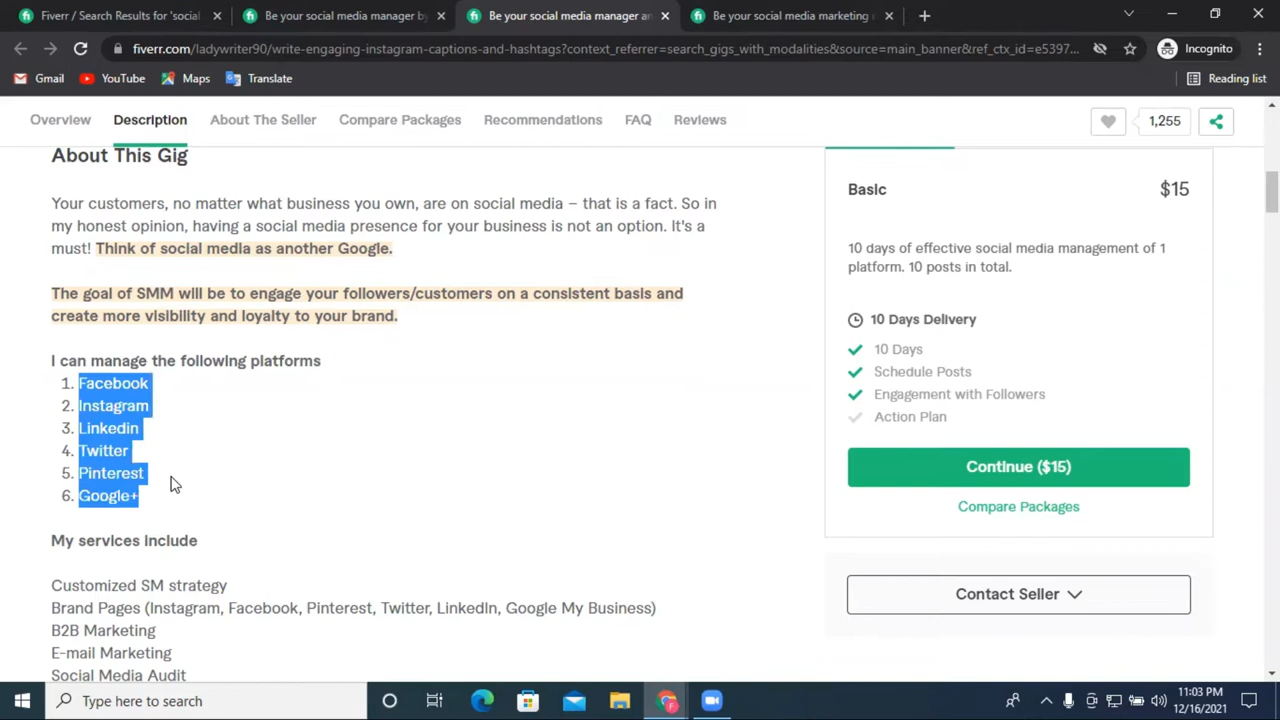 Fiverr / Search Results for 'social
Be your social media manager by
Be your social media manager an
Be your social media marketing
fiverr.com/ladywriter90/write-engaging-instagram-captions-and-hashtags?context_referrer=search_gigs_with_modalities&source=main_banner&ref_ctx_id=e5397...
Incognito
Gmail
YouTube
Maps
Translate
Reading list
Overview
Description
About The Seller
Compare Packages
Recommendations
FAQ
Reviews
1,255
About This Gig
Your customers, no matter what business you own, are on social media – that is a fact. So in
my honest opinion, having a social media presence for your business is not an option. It's a
must! Think of social media as another Google.
The goal of SMM will be to engage your followers/customers on a consistent basis and
create more visibility and loyalty to your brand.
I can manage the following platforms
1. Facebook
2. Instagram
3. Linkedin
4. Twitter
5. Pinterest
6. Google+
My services include
Customized SM strategy
Brand Pages (Instagram, Facebook, Pinterest, Twitter, LinkedIn, Google My Business)
B2B Marketing
E-mail Marketing
Social Media Audit
Basic
$15
10 days of effective social media management of 1
platform. 10 posts in total.
10 Days Delivery
10 Days
Schedule Posts
Engagement with Followers
Action Plan
Continue ($15)
Compare Packages
Contact Seller
Type here to search
11:03 PM
12/16/2021